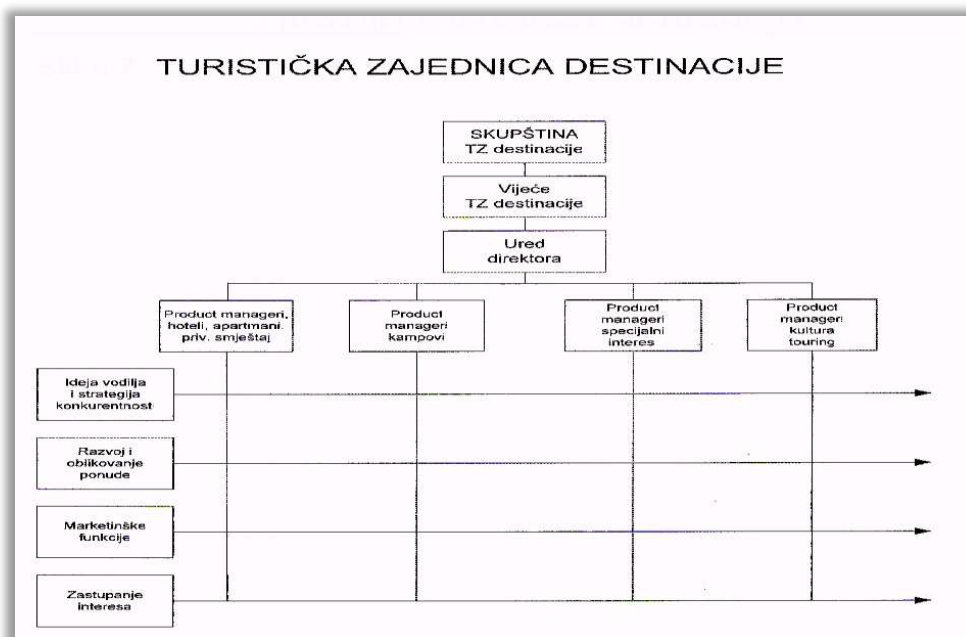 TURISTIČKA ZAJEDNICA DESTINACIJE
SKUPŠTINA
TZ destinacije
Vijeće
TZ destinacije
Ured
direktora
Product manageri,
hoteli, apartmani.
priv. smještaj
Product
manageri
kampovi
Product
manageri
specijalni
interes
Product
manageri
kultura
touring
Ideja vodilja
i strategija
konkurentnosti
Razvoj i
oblikovanje
ponude
Marketinške
funkcije
Zastupanje
interesa